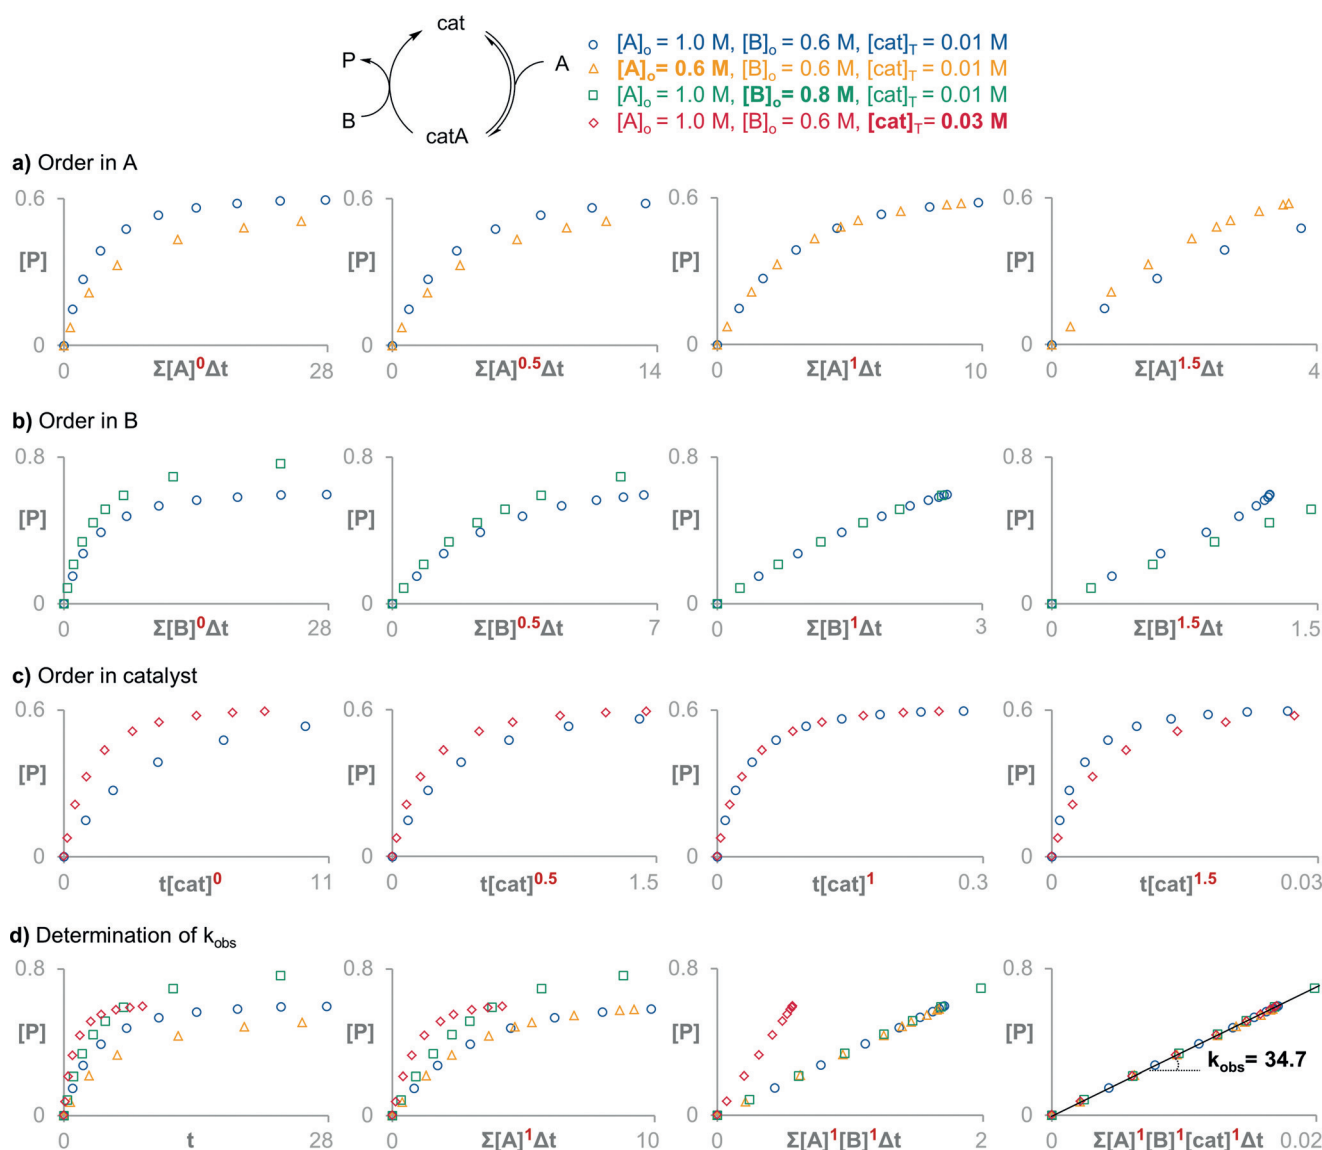 cat
P
A
B
catA
[A]o = 1.0 M, [B]o = 0.6 M, [cat]T = 0.01 M
[A]o = 0.6 M, [B]o = 0.6 M, [cat]T = 0.01 M
[A]o = 1.0 M, [B]o = 0.8 M, [cat]T = 0.01 M
[A]o = 1.0 M, [B]o = 0.6 M, [cat]T = 0.03 M
a) Order in A
0.6 0.6 0.6 0.6
[P] [P] [P] [P]
0 0 0 0
0 Σ[A]⁰Δt 28 0 Σ[A]⁰·⁵Δt 14 0 Σ[A]¹Δt 10 0 Σ[A]¹·⁵Δt 4
b) Order in B
0.8 0.8 0.8 0.8
[P] [P] [P] [P]
0 0 0 0
0 Σ[B]⁰Δt 28 0 Σ[B]⁰·⁵Δt 7 0 Σ[B]¹Δt 3 0 Σ[B]¹·⁵Δt 1.5
c) Order in catalyst
0.6 0.6 0.6 0.6
[P] [P] [P] [P]
0 0 0 0
0 t[cat]⁰ 11 0 t[cat]⁰·⁵ 1.5 0 t[cat]¹ 0.3 0 t[cat]¹·⁵ 0.03
d) Determination of kobs
0.8 0.8 0.8 0.8
[P] [P] [P] [P]
kobs = 34.7
0 0 0 0
0 t 28 0 Σ[A]¹Δt 10 0 Σ[A]¹[B]¹Δt 2 0 Σ[A]¹[B]¹[cat]¹Δt 0.02